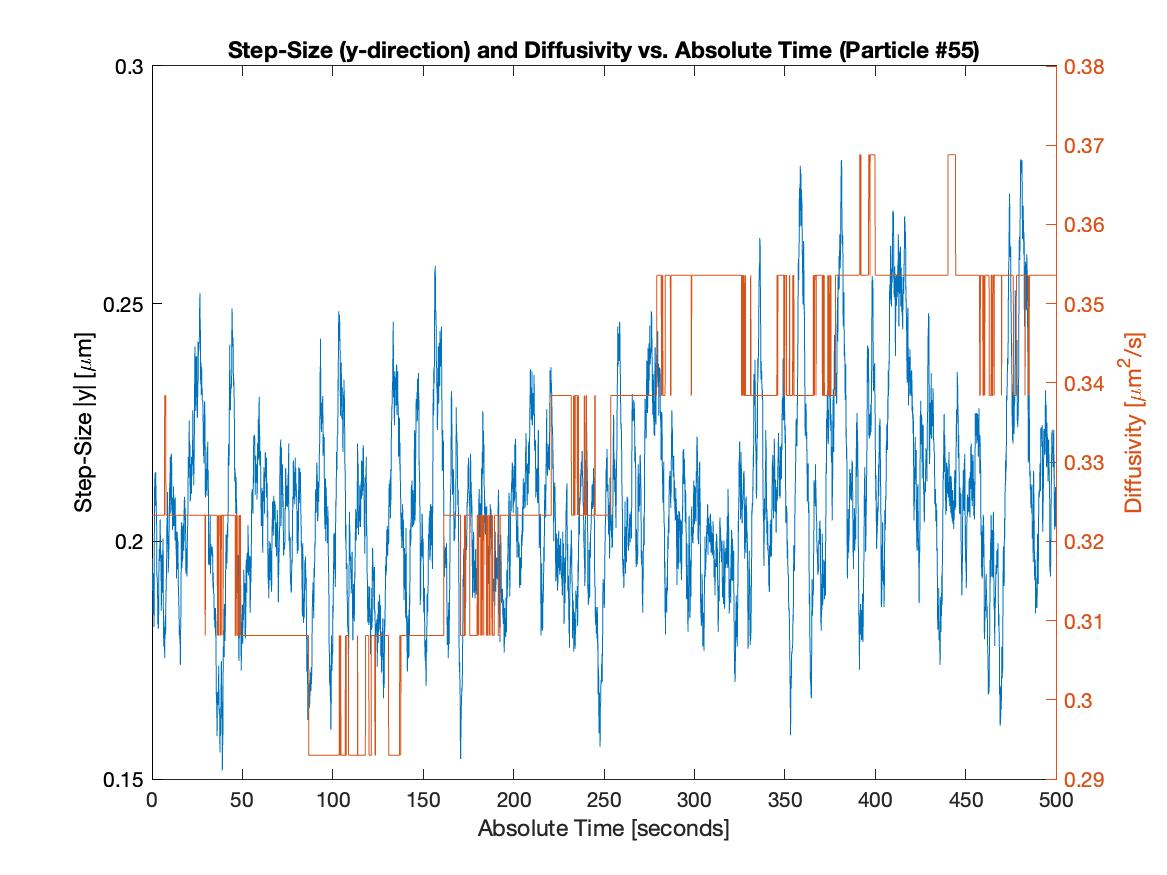 Step-Size (y-direction) and Diffusivity vs. Absolute Time (Particle #55)
0.3
0.25
0.2
0.15
Step-Size |y| [μm]
0.38
0.37
0.36
0.35
0.34
0.33
0.32
0.31
0.3
0.29
Diffusivity [μm²/s]
0 50 100 150 200 250 300 350 400 450 500
Absolute Time [seconds]